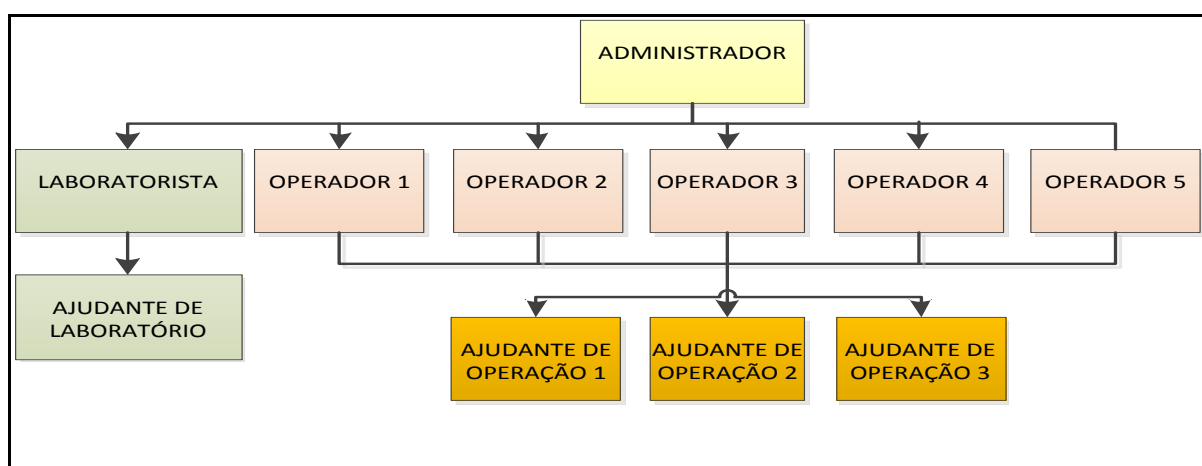 ADMINISTRADOR
LABORATORISTA
OPERADOR 1
OPERADOR 2
OPERADOR 3
OPERADOR 4
OPERADOR 5
AJUDANTE DE
LABORATÓRIO
AJUDANTE DE
OPERAÇÃO 1
AJUDANTE DE
OPERAÇÃO 2
AJUDANTE DE
OPERAÇÃO 3